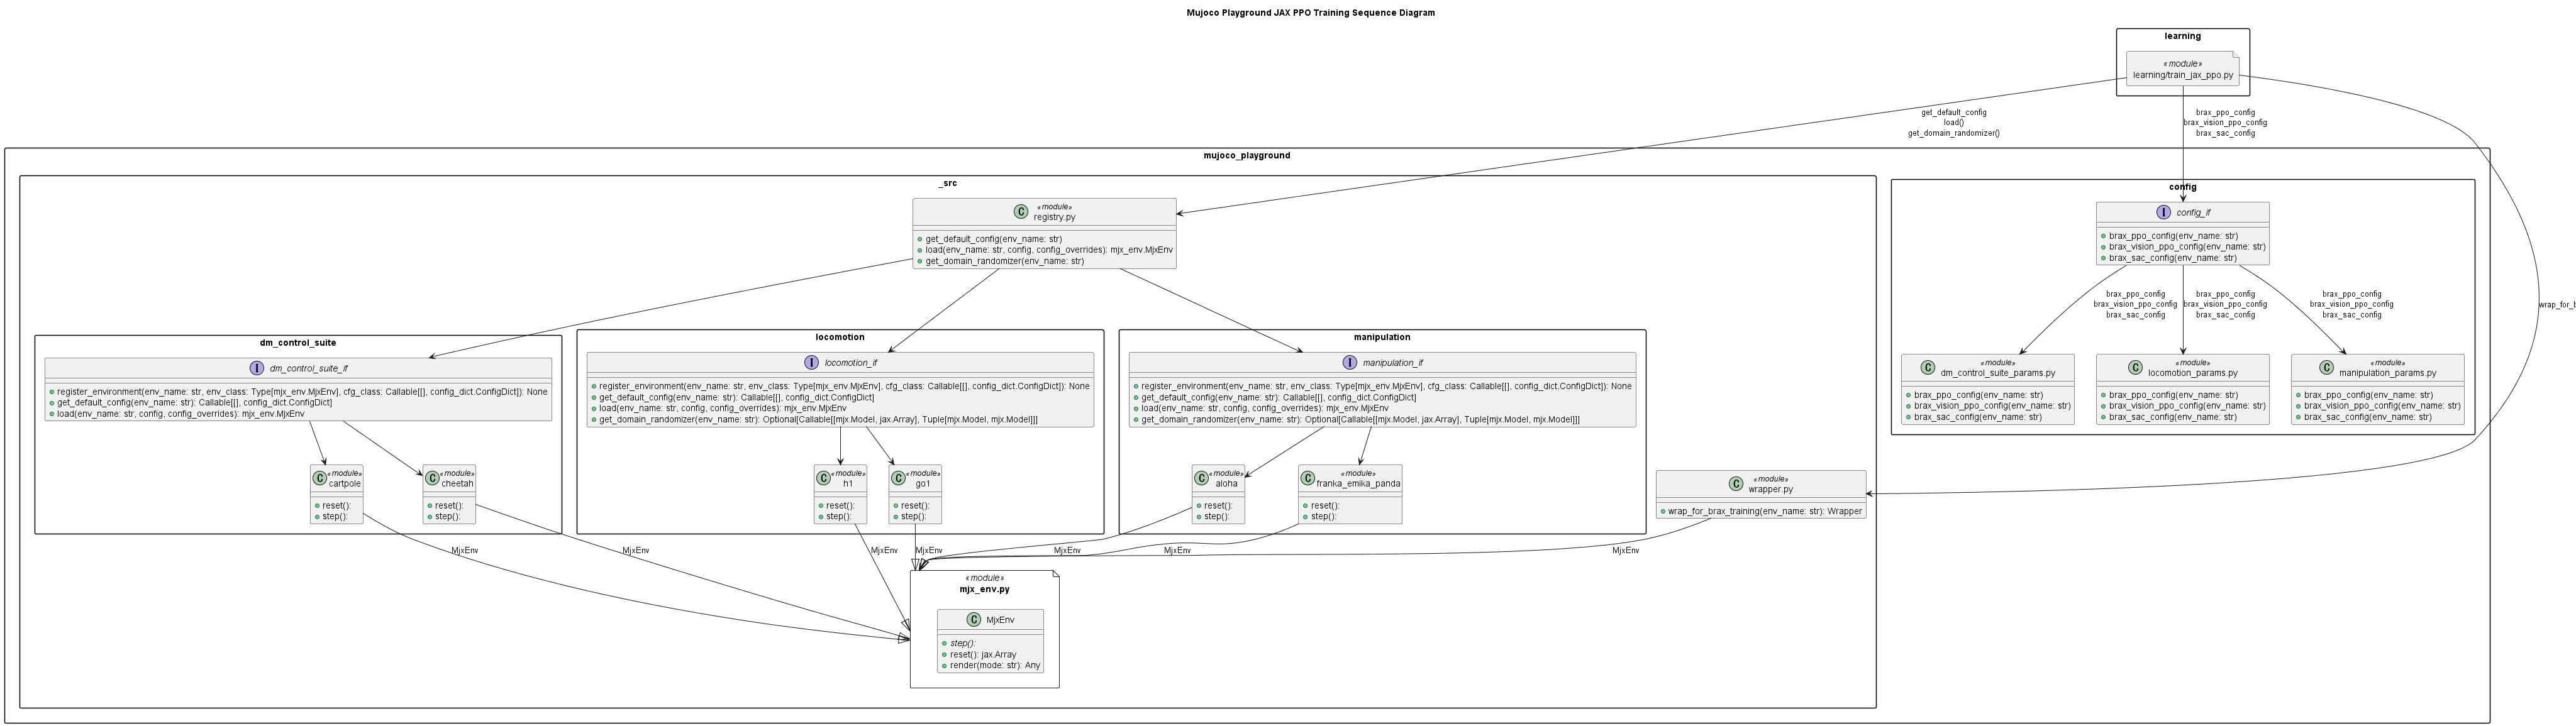 Mujoco Playground JAX PPO Training Sequence Diagram
learning
«module»
learning/train_jax_ppo.py
get_default_config
load()
get_domain_randomizer()
brax_ppo_config
brax_vision_ppo_config
brax_sac_config
mujoco_playground
_src
C
«module»
registry.py
get_default_config(env_name: str)
load(env_name: str, config, config_overrides): mjx_env.MjxEnv
get_domain_randomizer(env_name: str)
config
I
config_if
brax_ppo_config(env_name: str)
brax_vision_ppo_config(env_name: str)
brax_sac_config(env_name: str)
brax_ppo_config
brax_vision_ppo_config
brax_sac_config
brax_ppo_config
brax_vision_ppo_config
brax_sac_config
brax_ppo_config
brax_vision_ppo_config
brax_sac_config
wrap_for_b
dm_control_suite
I
dm_control_suite_if
register_environment(env_name: str, env_class: Type[mjx_env.MjxEnv], cfg_class: Callable[[], config_dict.ConfigDict]): None
get_default_config(env_name: str): Callable[[], config_dict.ConfigDict]
load(env_name: str, config, config_overrides): mjx_env.MjxEnv
locomotion
I
locomotion_if
register_environment(env_name: str, env_class: Type[mjx_env.MjxEnv], cfg_class: Callable[[], config_dict.ConfigDict]): None
get_default_config(env_name: str): Callable[[], config_dict.ConfigDict]
load(env_name: str, config, config_overrides): mjx_env.MjxEnv
get_domain_randomizer(env_name: str): Optional[Callable[[mjx.Model, jax.Array], Tuple[mjx.Model, mjx.Model]]]
manipulation
I
manipulation_if
register_environment(env_name: str, env_class: Type[mjx_env.MjxEnv], cfg_class: Callable[[], config_dict.ConfigDict]): None
get_default_config(env_name: str): Callable[[], config_dict.ConfigDict]
load(env_name: str, config, config_overrides): mjx_env.MjxEnv
get_domain_randomizer(env_name: str): Optional[Callable[[mjx.Model, jax.Array], Tuple[mjx.Model, mjx.Model]]]
C
«module»
dm_control_suite_params.py
brax_ppo_config(env_name: str)
brax_vision_ppo_config(env_name: str)
brax_sac_config(env_name: str)
C
«module»
locomotion_params.py
brax_ppo_config(env_name: str)
brax_vision_ppo_config(env_name: str)
brax_sac_config(env_name: str)
C
«module»
manipulation_params.py
brax_ppo_config(env_name: str)
brax_vision_ppo_config(env_name: str)
brax_sac_config(env_name: str)
C
«module»
cartpole
reset():
step():
C
«module»
cheetah
reset():
step():
C
«module»
h1
reset():
step():
C
«module»
go1
reset():
step():
C
«module»
aloha
reset():
step():
C
«module»
franka_emika_panda
reset():
step():
C
«module»
wrapper.py
wrap_for_brax_training(env_name: str): Wrapper
MjxEnv
MjxEnv
MjxEnv
MjxEnv
MjxEnv
MjxEnv
MjxEnv
«module»
mjx_env.py
C
MjxEnv
step():
reset(): jax.Array
render(mode: str): Any